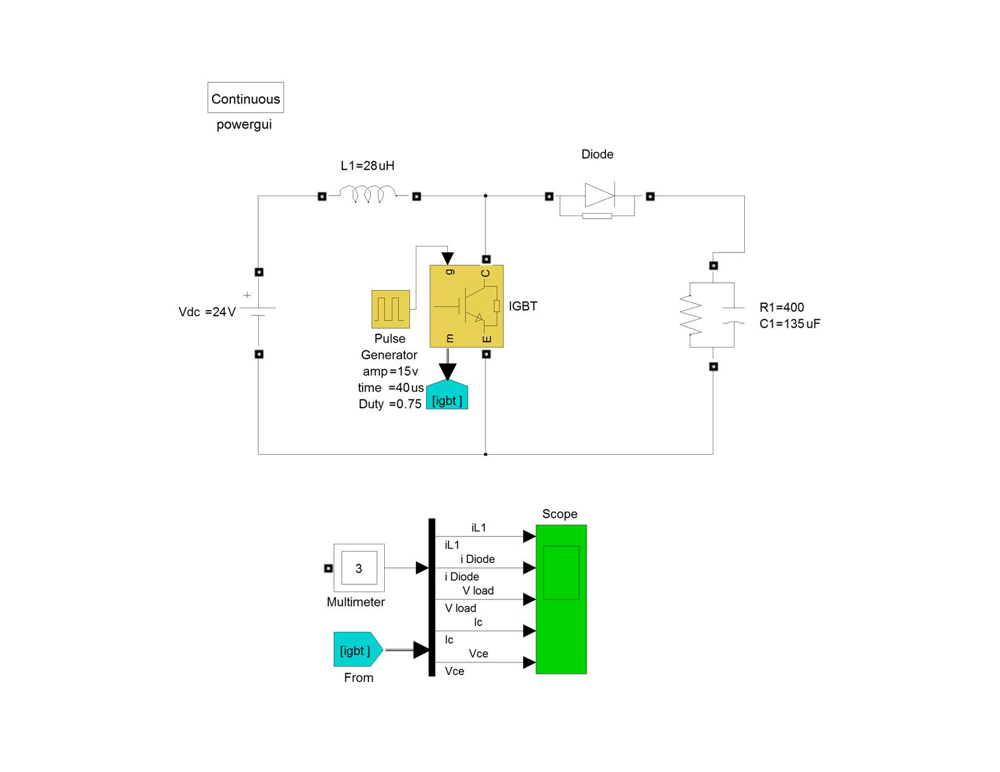 Continuous
powergui
Diode
L1=28uH
g
C
Vdc =24V
+
IGBT
R1=400
C1=135uF
m
E
Pulse
Generator
amp=15v
time =40us
Duty =0.75
[igbt ]
Scope
iL1
iL1
i Diode
3
i Diode
V load
Multimeter
V load
Ic
Ic
[igbt ]
Vce
Vce
From